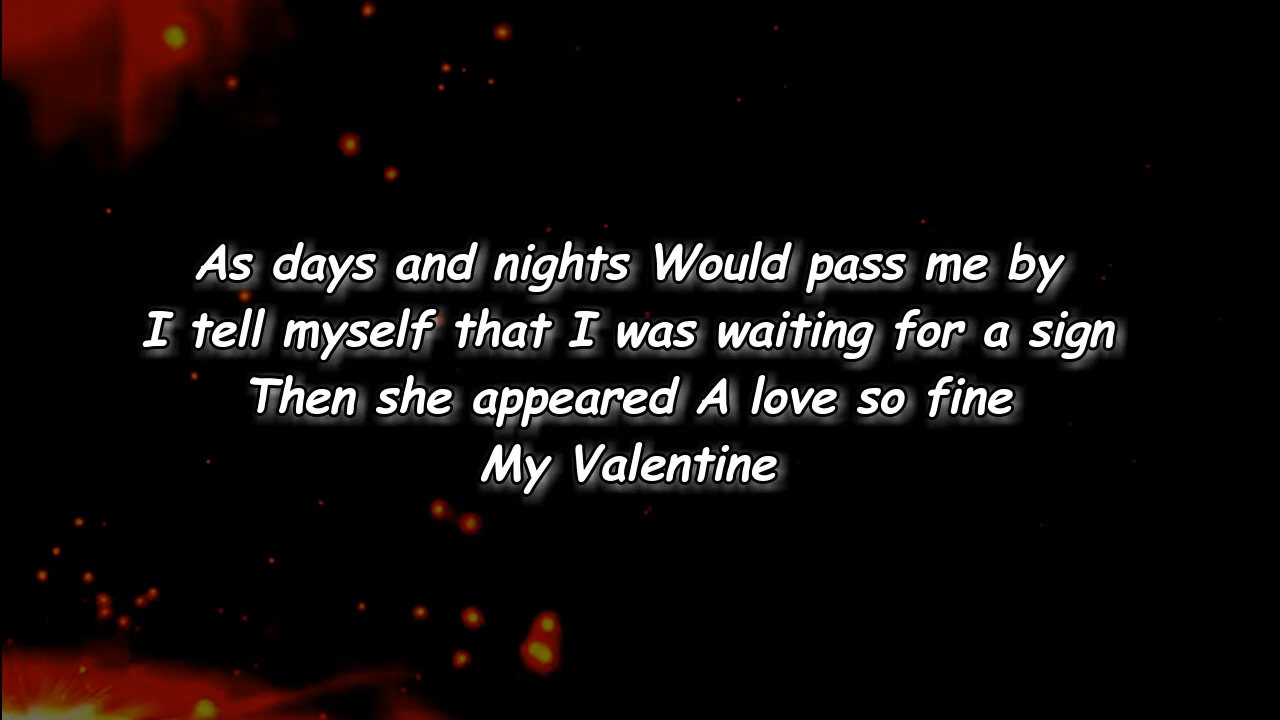 As days and nights Would pass me by
I tell myself that I was waiting for a sign
Then she appeared A love so fine
My Valentine